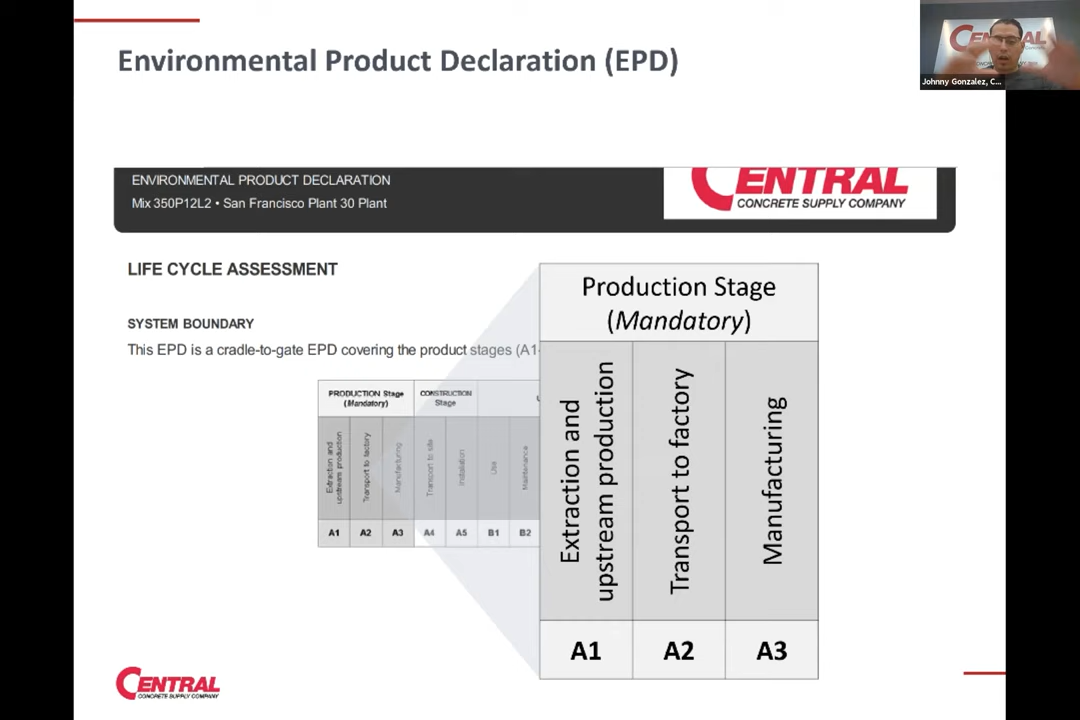 Environmental Product Declaration (EPD)
CENTRAL
Johnny Gonzalez, C...
ENVIRONMENTAL PRODUCT DECLARATION
Mix 350P12L2 • San Francisco Plant 30 Plant
CENTRAL
CONCRETE SUPPLY COMPANY
LIFE CYCLE ASSESSMENT
SYSTEM BOUNDARY
This EPD is a cradle-to-gate EPD covering the product stages (A1-
PRODUCTION Stage
(Mandatory)
CONSTRUCTION
Stage
Extraction and
upstream production
Transport to factory
Manufacturing
Transport to site
Installation
Use
Maintenance
A1
A2
A3
A4
A5
B1
B2
Production Stage
(Mandatory)
Extraction and
upstream production
Transport to factory
Manufacturing
A1
A2
A3
CENTRAL
CONCRETE SUPPLY COMPANY